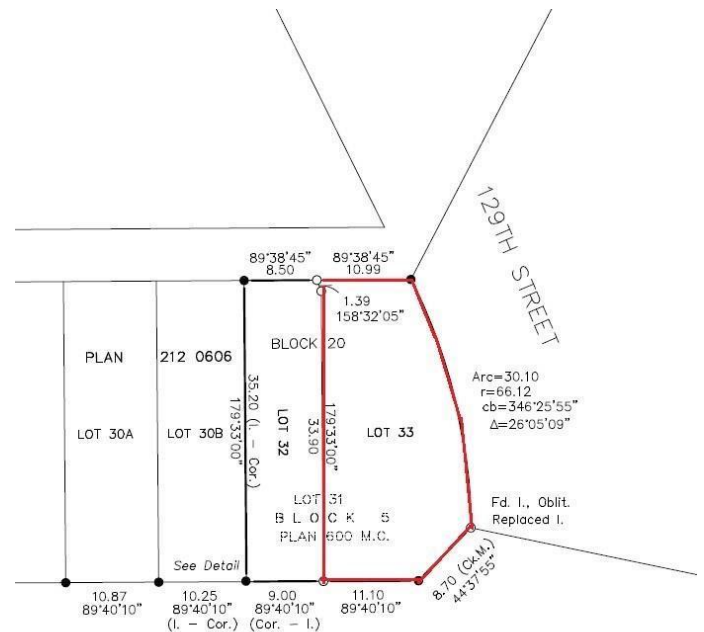 129TH STREET
89°38'45" 89°38'45"
8.50 10.99
1.39
158°32'05"
BLOCK 20
PLAN 212 0606
Arc=30.10
r=66.12
cb=346°25'55"
Δ=26°05'09"
35.20 (I. - Cor.)
179°33'00"
LOT 32
179°33'00"
33.90
LOT 30A LOT 30B LOT 33
LOT 31
BLOCK 5
PLAN 600 M.C.
Fd. I., Oblit.
Replaced I.
See Detail
8.70 (Ck.M.)
44°37'55"
10.87 10.25 9.00 11.10
89°40'10" 89°40'10" 89°40'10" 89°40'10"
(I. - Cor.) (Cor. - I.)